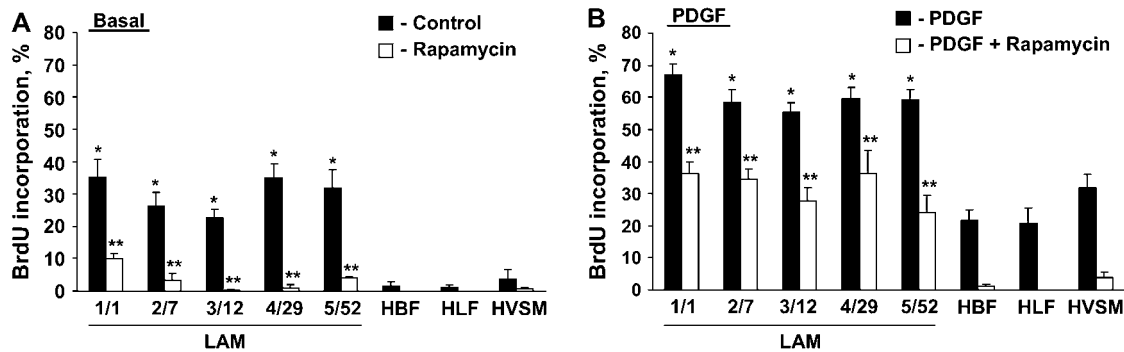 A
Basal
- Control
- Rapamycin
BrdU incorporation, %
80
70
60
50
40
30
20
10
0
* ** * ** * ** * ** * **
1/1 2/7 3/12 4/29 5/52 HBF HLF HVSM
LAM
B
PDGF
- PDGF
- PDGF + Rapamycin
BrdU incorporation, %
80
70
60
50
40
30
20
10
0
* ** * ** * ** * ** * **
1/1 2/7 3/12 4/29 5/52 HBF HLF HVSM
LAM